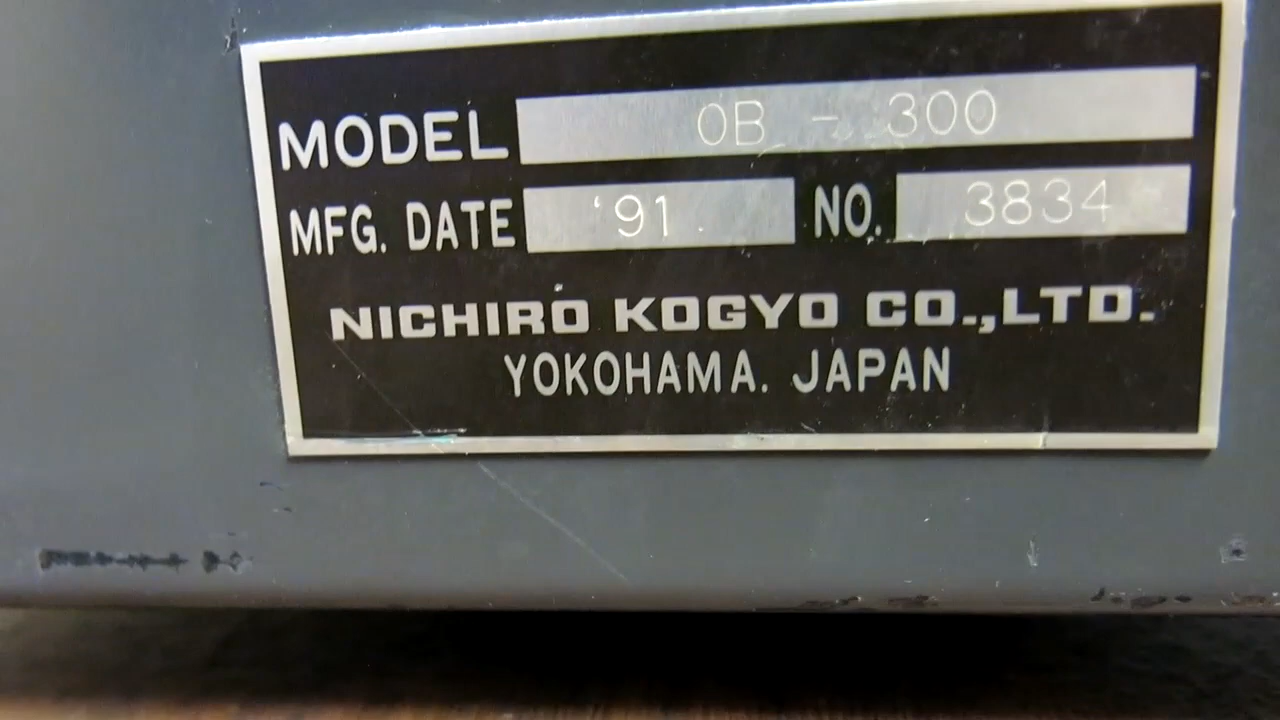 MODEL OB - 300
MFG. DATE '91 NO. 3834
NICHIRO KOGYO CO.,LTD.
YOKOHAMA. JAPAN